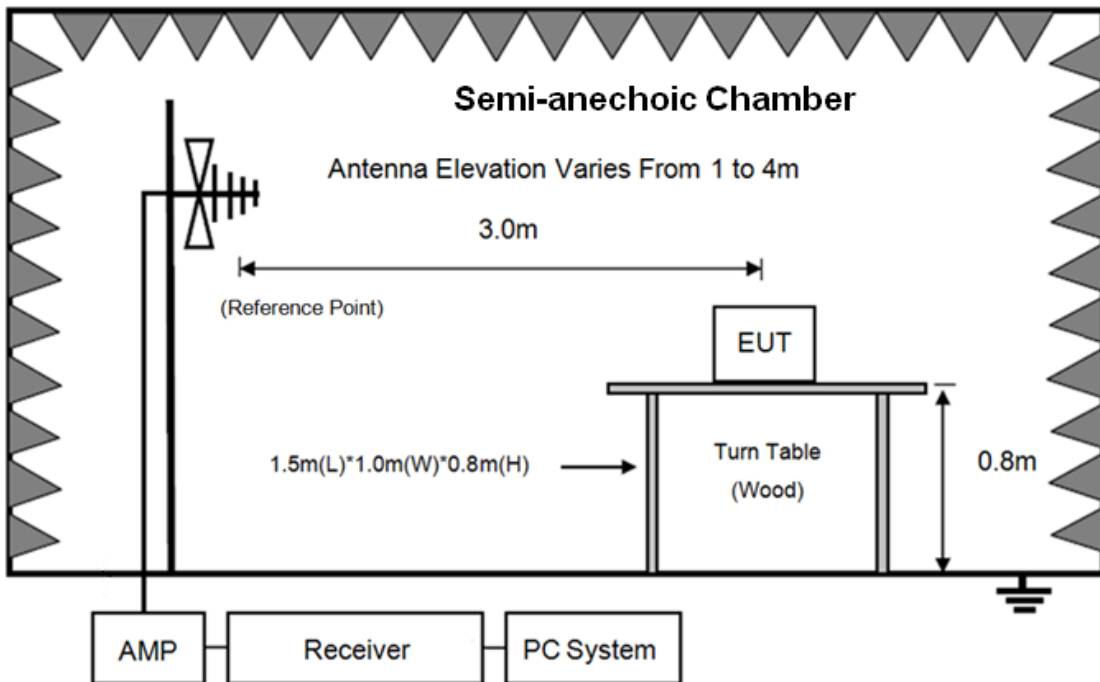 Semi-anechoic Chamber
Antenna Elevation Varies From 1 to 4m
3.0m
(Reference Point)
EUT
1.5m(L)*1.0m(W)*0.8m(H)
Turn Table
(Wood)
0.8m
AMP
Receiver
PC System